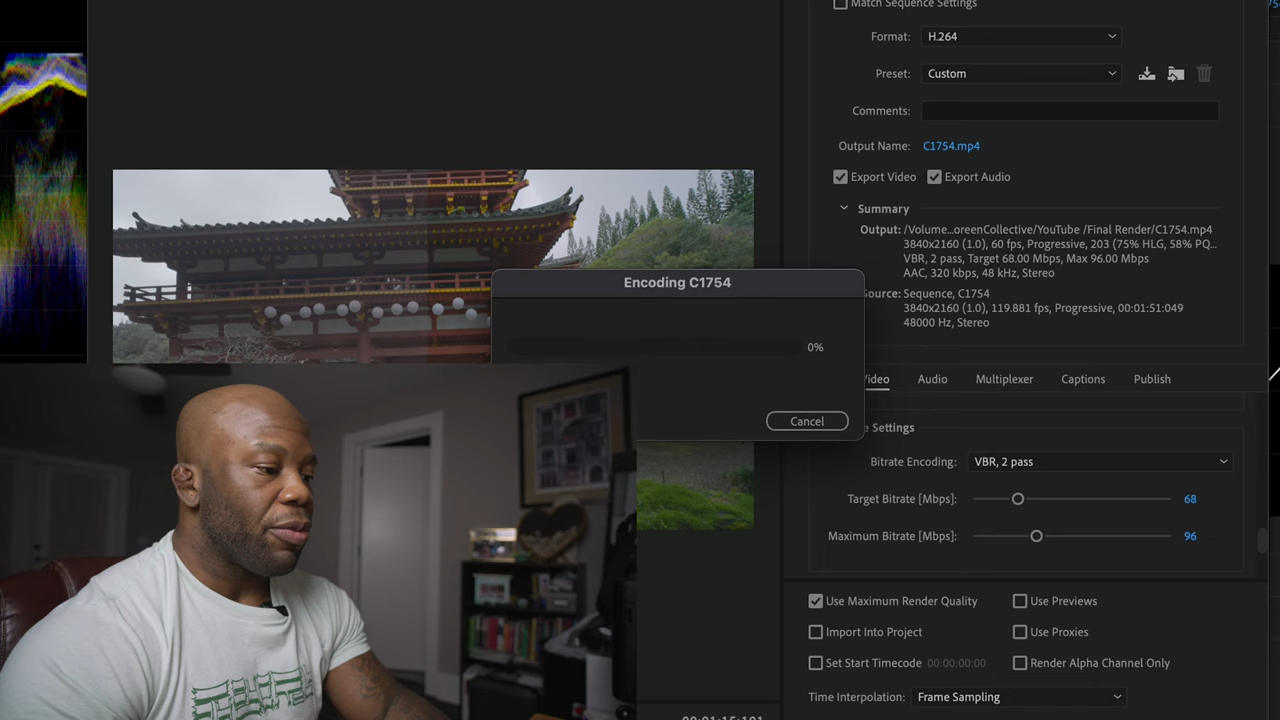 Match Sequence Settings
Format: H.264
Preset: Custom
Comments:
Output Name: C1754.mp4
Export Video Export Audio
Summary
Output: /Volume...oreenCollective/YouTube /Final Render/C1754.mp4
3840x2160 (1.0), 60 fps, Progressive, 203 (75% HLG, 58% PQ...
VBR, 2 pass, Target 68.00 Mbps, Max 96.00 Mbps
AAC, 320 kbps, 48 kHz, Stereo
Source: Sequence, C1754
3840x2160 (1.0), 119.881 fps, Progressive, 00:01:51:049
48000 Hz, Stereo
Encoding C1754
0%
Cancel
Video Audio Multiplexer Captions Publish
e Settings
Bitrate Encoding: VBR, 2 pass
Target Bitrate [Mbps]: 68
Maximum Bitrate [Mbps]: 96
Use Maximum Render Quality Use Previews
Import Into Project Use Proxies
Set Start Timecode 00:00:00:00 Render Alpha Channel Only
Time Interpolation: Frame Sampling